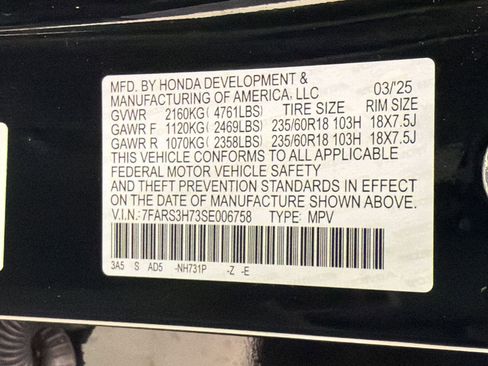 MFD. BY HONDA DEVELOPMENT &
MANUFACTURING OF AMERICA, LLC 03/'25
GVWR 2160KG( 4761LBS) TIRE SIZE RIM SIZE
GAWR F 1120KG( 2469LBS) 235/60R18 103H 18X7.5J
GAWR R 1070KG( 2358LBS) 235/60R18 103H 18X7.5J
THIS VEHICLE CONFORMS TO ALL APPLICABLE
FEDERAL MOTOR VEHICLE SAFETY
AND THEFT PREVENTION STANDARDS IN EFFECT
ON THE DATE OF MANUFACTURE SHOWN ABOVE.
V.I.N.: 7FARS3H73SE006758 TYPE: MPV
3A5 S AD5 -NH731P -Z -E